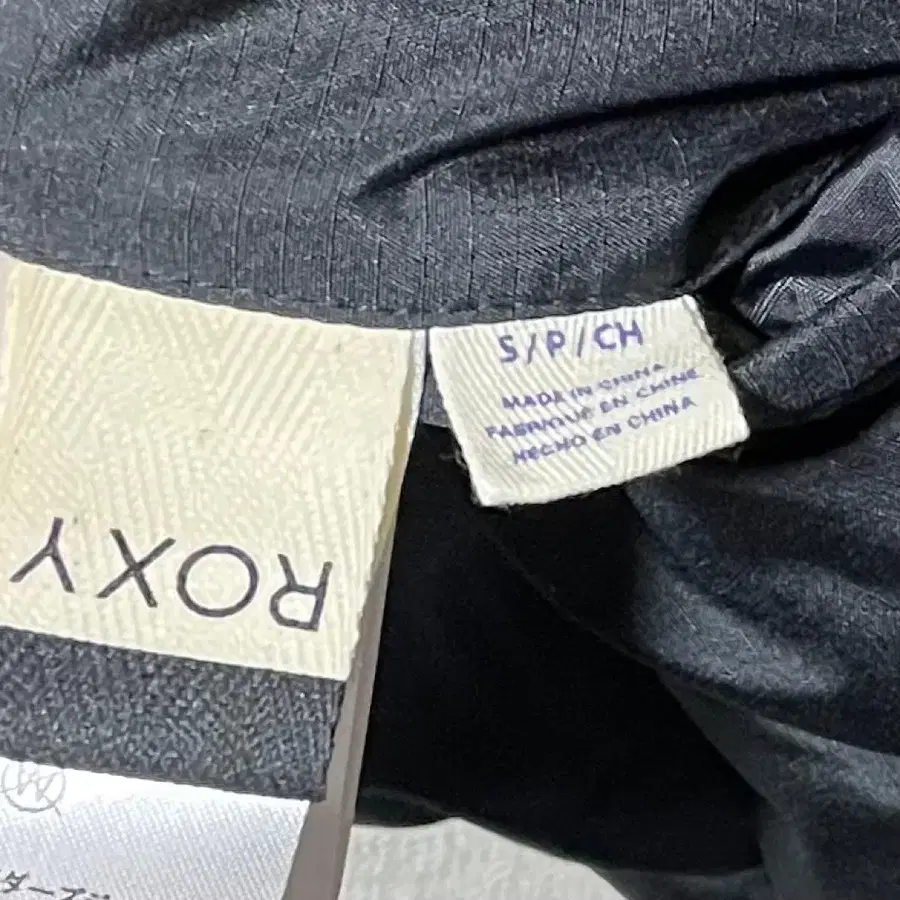 S/P/CH
MADE IN CHINA
FABRIQUE EN CHINE
HECHO EN CHINA
ROXY